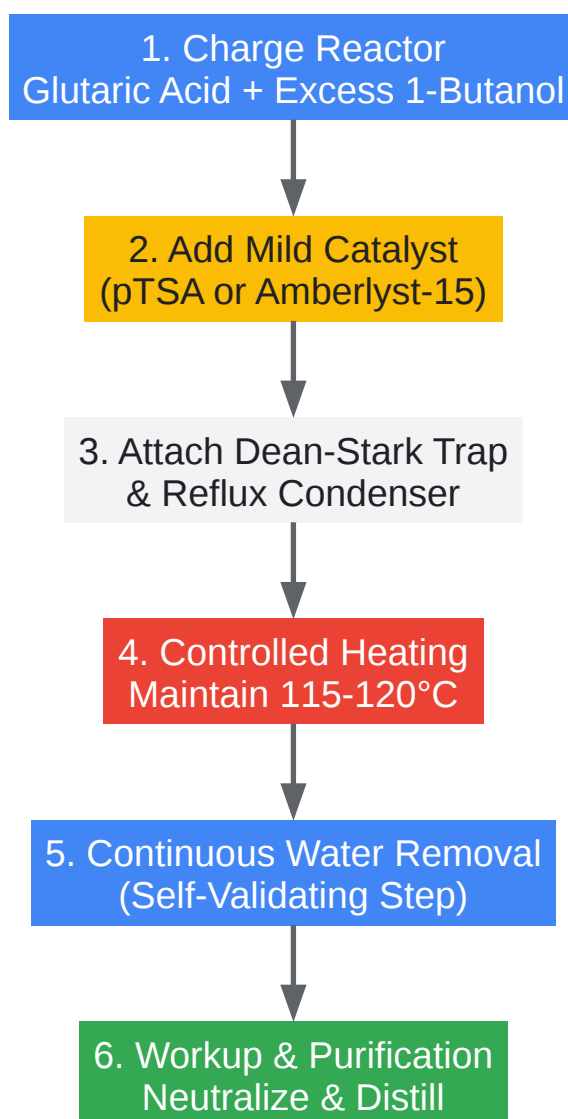 1. Charge Reactor
Glutaric Acid + Excess 1-Butanol
2. Add Mild Catalyst
(pTSA or Amberlyst-15)
3. Attach Dean-Stark Trap
& Reflux Condenser
4. Controlled Heating
Maintain 115-120°C
5. Continuous Water Removal
(Self-Validating Step)
6. Workup & Purification
Neutralize & Distill